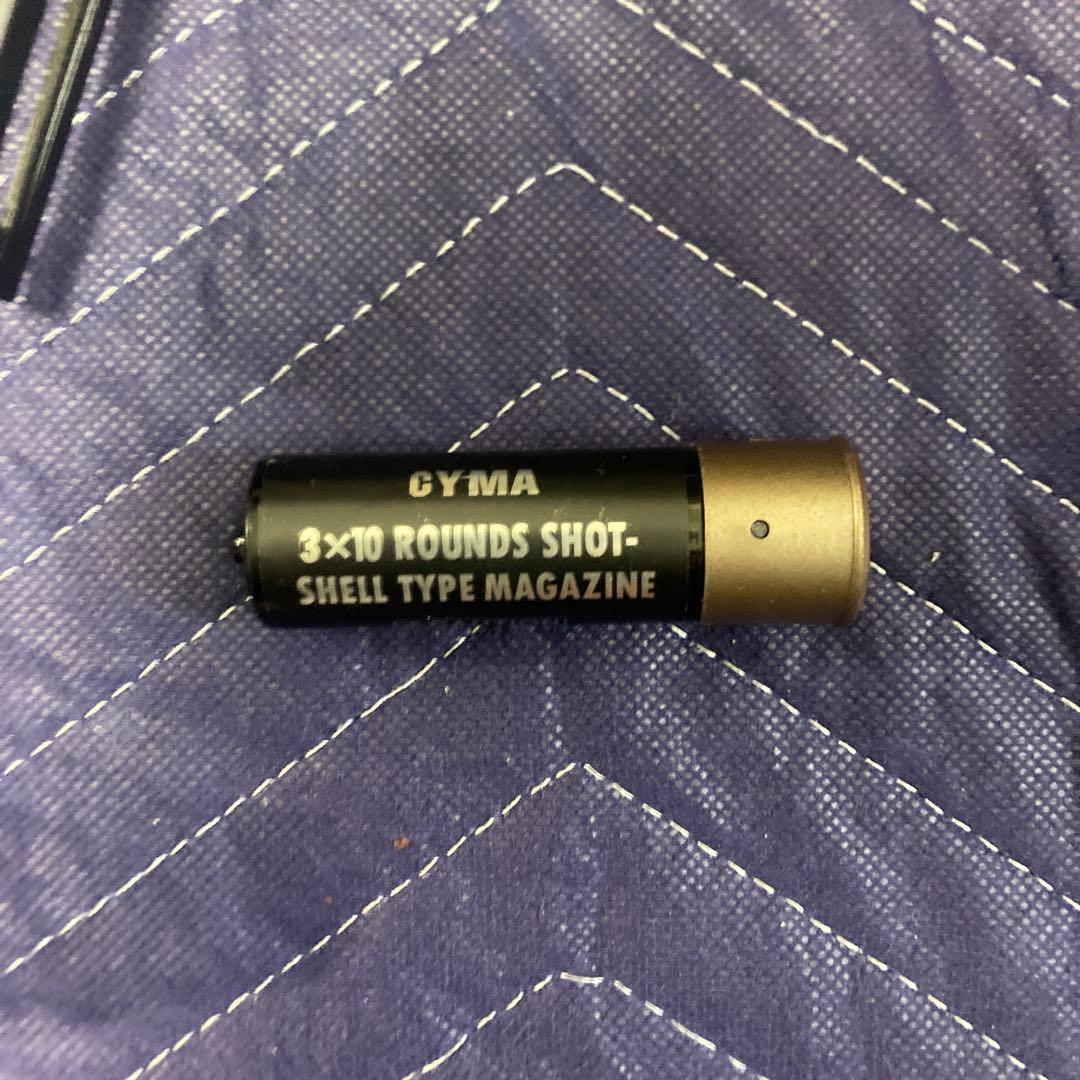 CYMA
3×10 ROUNDS SHOT-
SHELL TYPE MAGAZINE